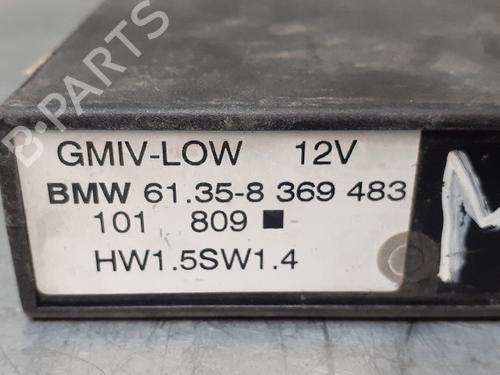 B-PARTS
GMIV-LOW 12V
BMW 61.35-8 369 483
101 809 ■
HW1.5SW1.4